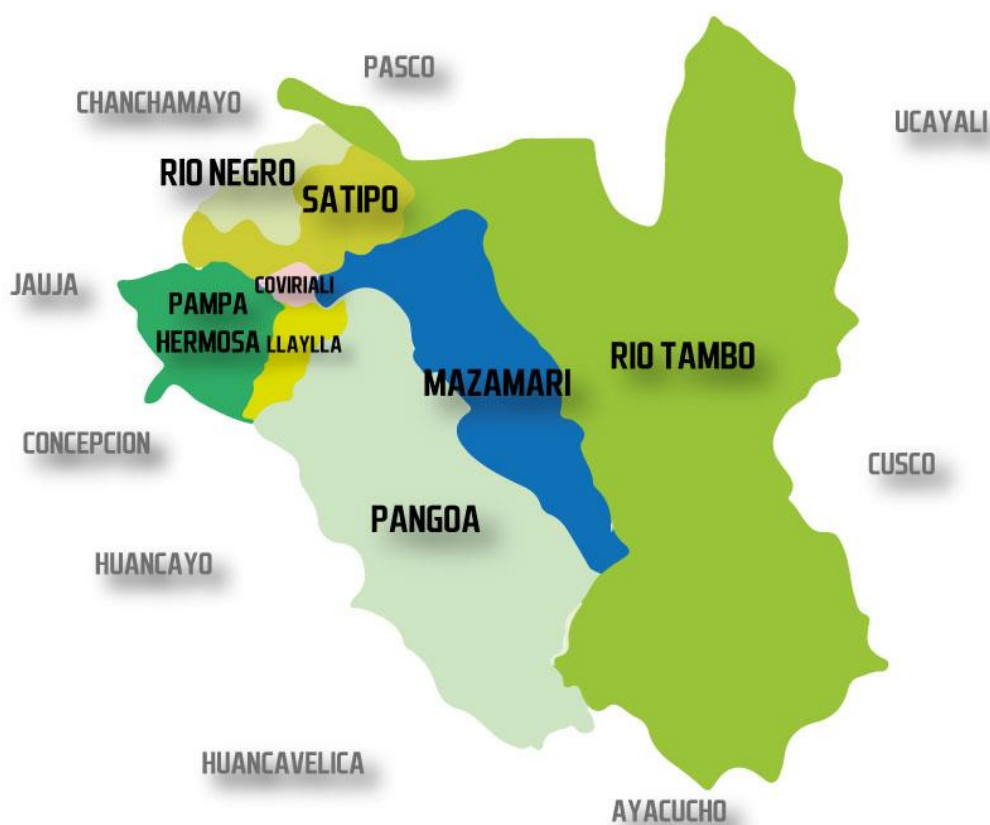 PASCO
CHANCHAMAYO
UCAYALI
RIO NEGRO
SATIPO
JAUJA
COVIRIALI
PAMPA
HERMOSA
LLAYLLA
RIO TAMBO
MAZAMARI
CONCEPCION
CUSCO
PANGOA
HUANCAYO
HUANCAVELICA
AYACUCHO